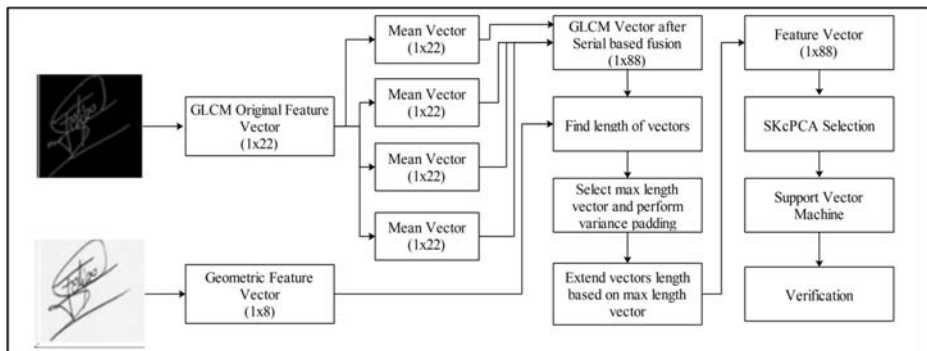 Mean Vector
(1x22)
GLCM Vector after
Serial based fusion
(1x88)
Feature Vector
(1x88)
GLCM Original Feature
Vector
(1x22)
Mean Vector
(1x22)
Find length of vectors
SKcPCA Selection
Mean Vector
(1x22)
Select max length
vector and perform
variance padding
Support Vector
Machine
Mean Vector
(1x22)
Geometric Feature
Vector
(1x8)
Extend vectors length
based on max length
vector
Verification